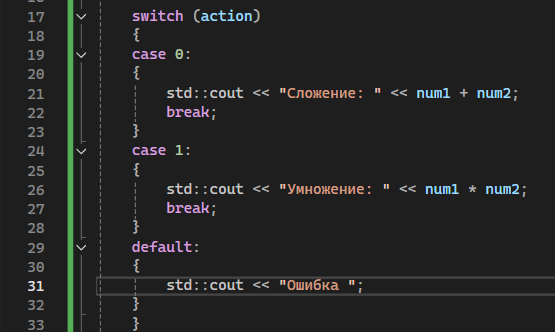 17 switch (action)
18 {
19 case 0:
20 {
21 std::cout << "Сложение: " << num1 + num2;
22 break;
23 }
24 case 1:
25 {
26 std::cout << "Умножение: " << num1 * num2;
27 break;
28 }
29 default:
30 {
31 std::cout << "Ошибка ";
32 }
33 }